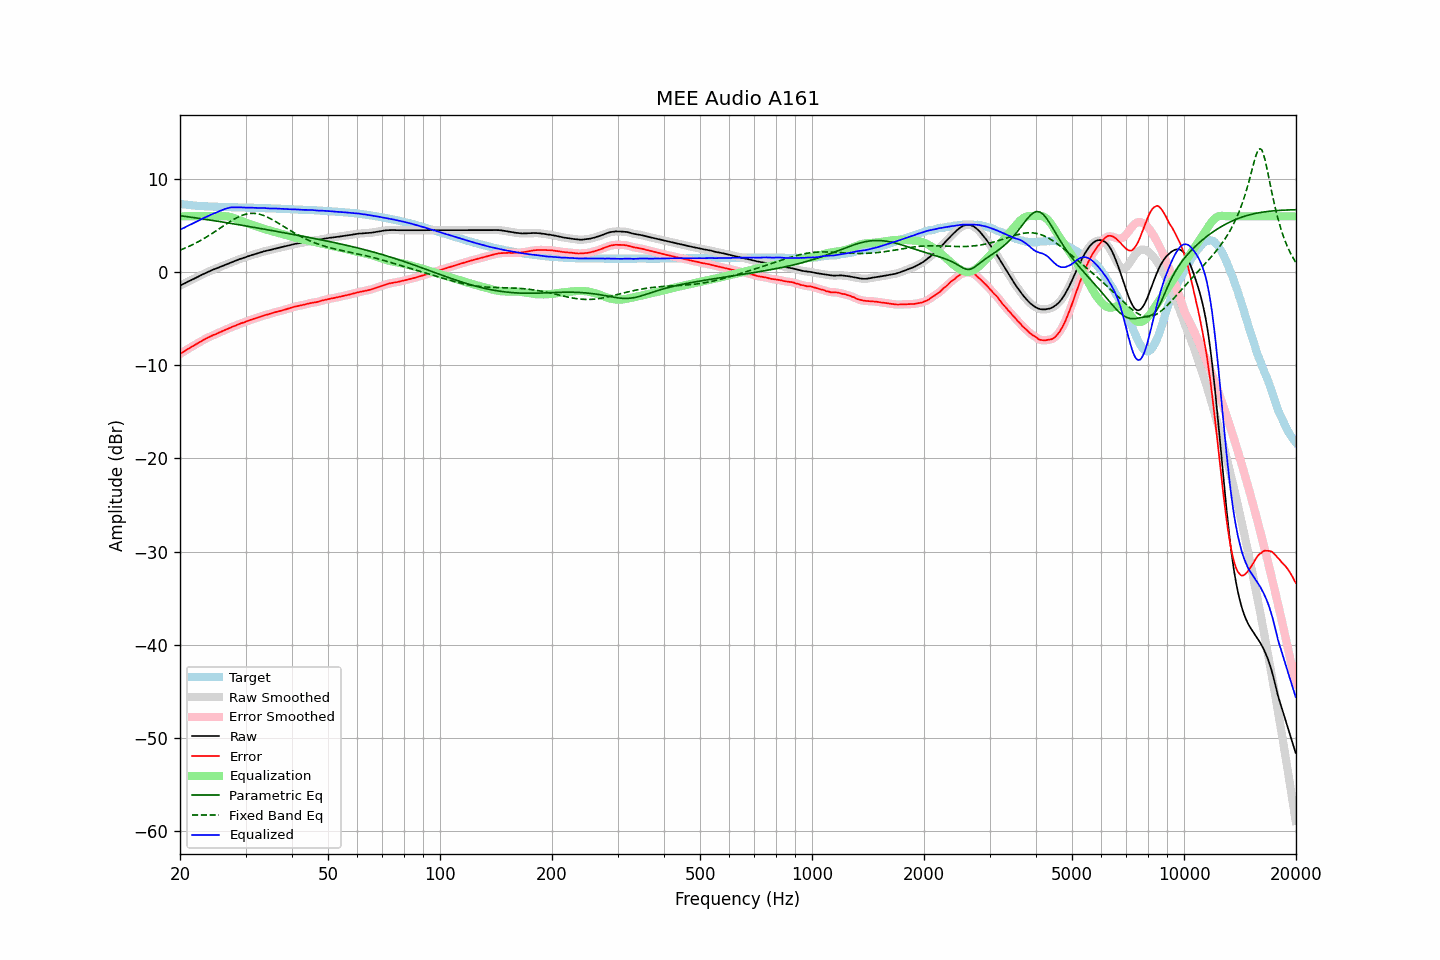 MEE Audio A161
10
0
−10
−20
−30
−40
−50
−60
Amplitude (dBr)
Target
Raw Smoothed
Error Smoothed
Raw
Error
Equalization
Parametric Eq
Fixed Band Eq
Equalized
20 50 100 200 500 1000 2000 5000 10000 20000
Frequency (Hz)